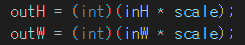 outH = (int)(inH * scale);
outW = (int)(inW * scale);